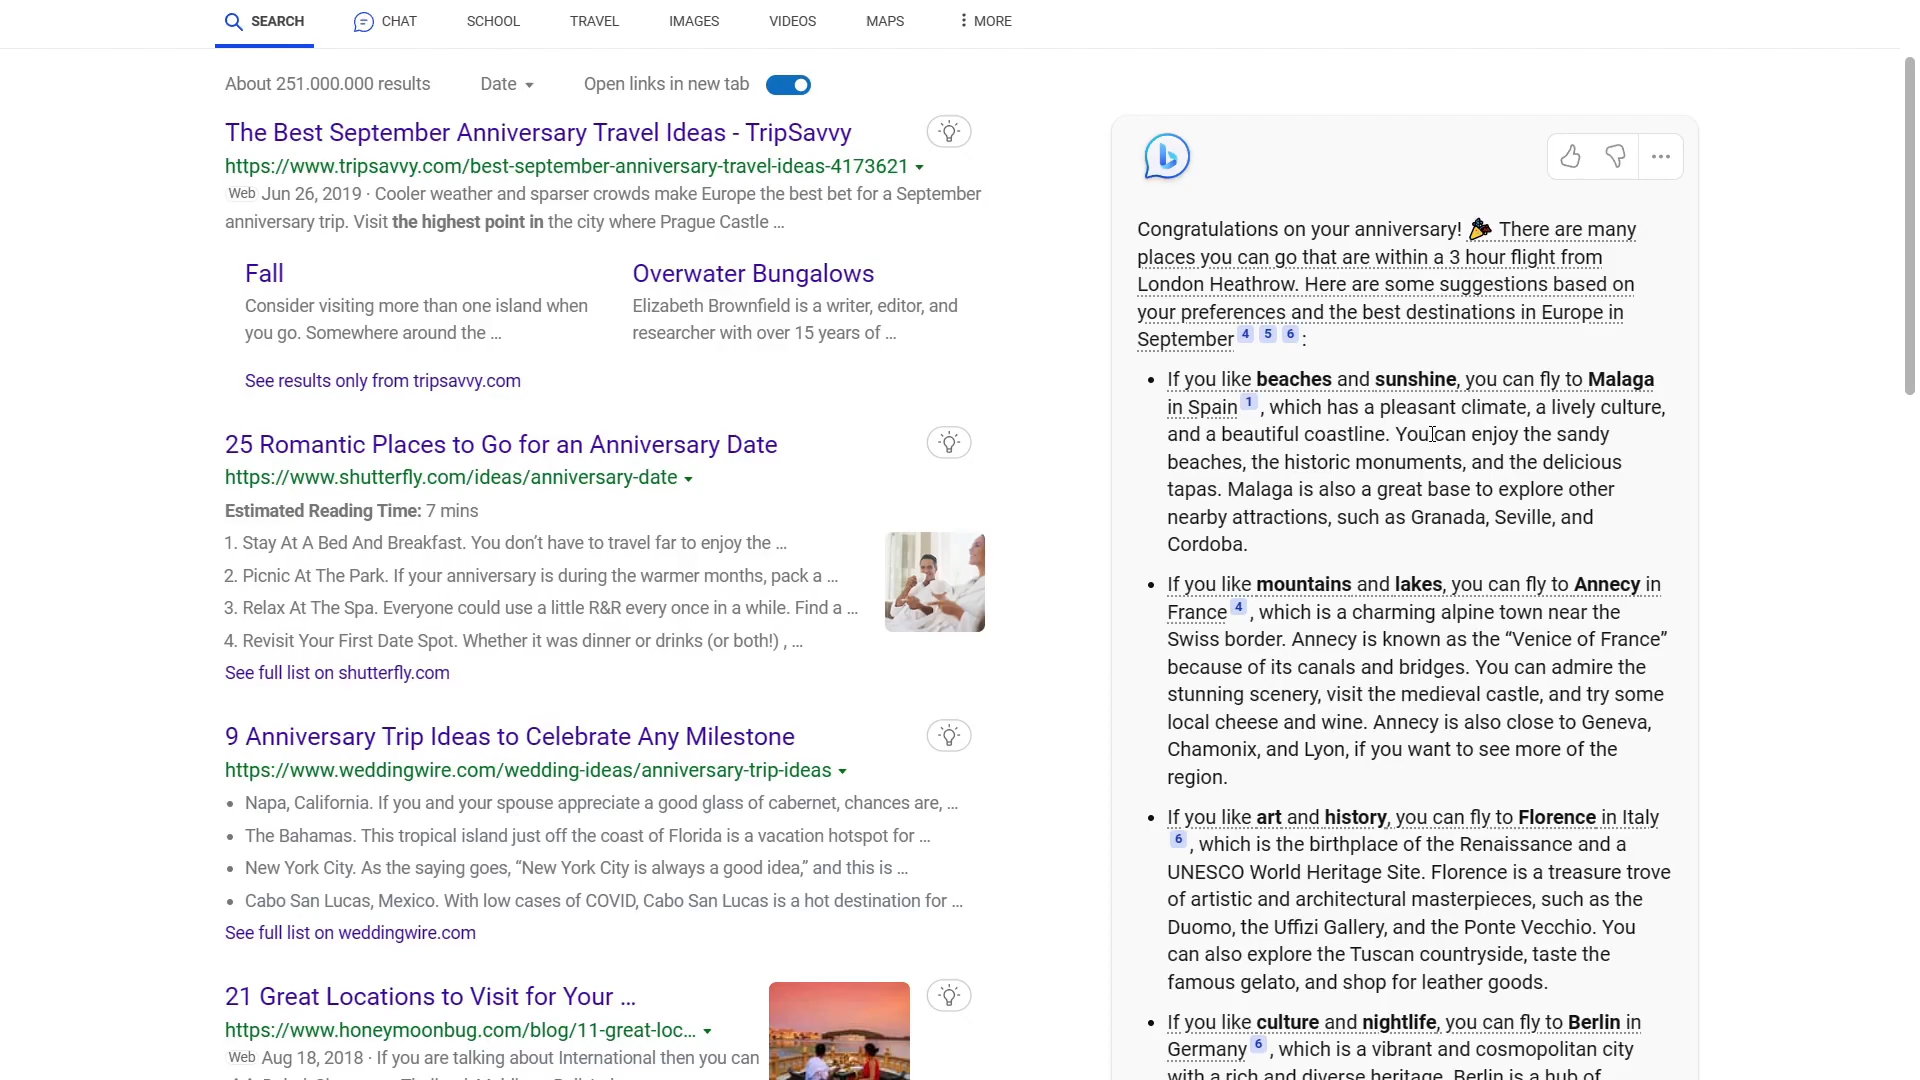 SEARCH
CHAT
SCHOOL
TRAVEL
IMAGES
VIDEOS
MAPS
MORE
About 251.000.000 results
Date
Open links in new tab
The Best September Anniversary Travel Ideas - TripSavvy
https://www.tripsavvy.com/best-september-anniversary-travel-ideas-4173621
Web Jun 26, 2019 · Cooler weather and sparser crowds make Europe the best bet for a September
anniversary trip. Visit the highest point in the city where Prague Castle ...
Fall
Consider visiting more than one island when
you go. Somewhere around the ...
Overwater Bungalows
Elizabeth Brownfield is a writer, editor, and
researcher with over 15 years of ...
See results only from tripsavvy.com
25 Romantic Places to Go for an Anniversary Date
https://www.shutterfly.com/ideas/anniversary-date
Estimated Reading Time: 7 mins
1. Stay At A Bed And Breakfast. You don’t have to travel far to enjoy the ...
2. Picnic At The Park. If your anniversary is during the warmer months, pack a ...
3. Relax At The Spa. Everyone could use a little R&R every once in a while. Find a ...
4. Revisit Your First Date Spot. Whether it was dinner or drinks (or both!) , ...
See full list on shutterfly.com
9 Anniversary Trip Ideas to Celebrate Any Milestone
https://www.weddingwire.com/wedding-ideas/anniversary-trip-ideas
• Napa, California. If you and your spouse appreciate a good glass of cabernet, chances are, ...
• The Bahamas. This tropical island just off the coast of Florida is a vacation hotspot for ...
• New York City. As the saying goes, “New York City is always a good idea,” and this is ...
• Cabo San Lucas, Mexico. With low cases of COVID, Cabo San Lucas is a hot destination for ...
See full list on weddingwire.com
21 Great Locations to Visit for Your ...
https://www.honeymoonbug.com/blog/11-great-loc...
Web Aug 18, 2018 · If you are talking about International then you can
Congratulations on your anniversary! 🎉 There are many
places you can go that are within a 3 hour flight from
London Heathrow. Here are some suggestions based on
your preferences and the best destinations in Europe in
September 4 5 6 :
• If you like beaches and sunshine, you can fly to Malaga
in Spain 1 , which has a pleasant climate, a lively culture,
and a beautiful coastline. You can enjoy the sandy
beaches, the historic monuments, and the delicious
tapas. Malaga is also a great base to explore other
nearby attractions, such as Granada, Seville, and
Cordoba.
• If you like mountains and lakes, you can fly to Annecy in
France 4 , which is a charming alpine town near the
Swiss border. Annecy is known as the “Venice of France”
because of its canals and bridges. You can admire the
stunning scenery, visit the medieval castle, and try some
local cheese and wine. Annecy is also close to Geneva,
Chamonix, and Lyon, if you want to see more of the
region.
• If you like art and history, you can fly to Florence in Italy
6 , which is the birthplace of the Renaissance and a
UNESCO World Heritage Site. Florence is a treasure trove
of artistic and architectural masterpieces, such as the
Duomo, the Uffizi Gallery, and the Ponte Vecchio. You
can also explore the Tuscan countryside, taste the
famous gelato, and shop for leather goods.
• If you like culture and nightlife, you can fly to Berlin in
Germany 6 , which is a vibrant and cosmopolitan city
with a rich and diverse heritage. Berlin is a hub of